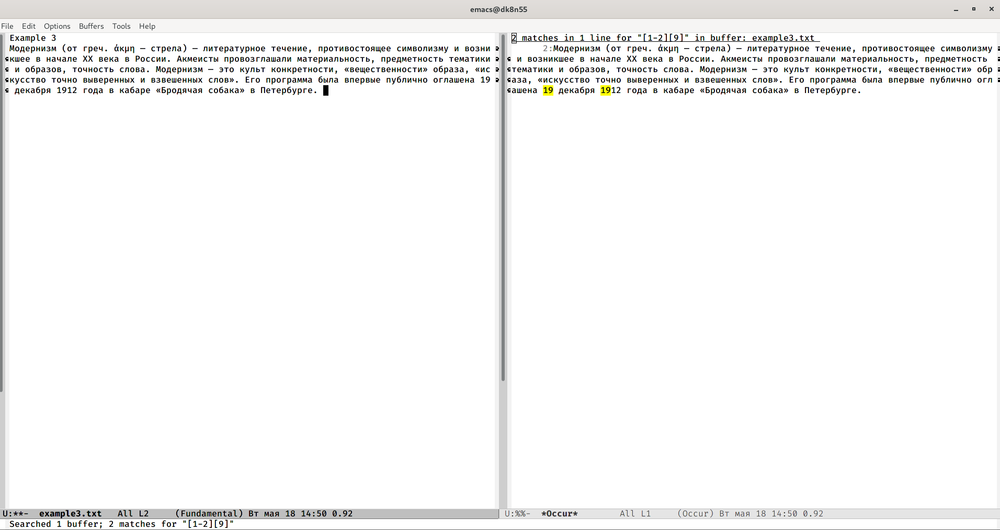 emacs@dk8n55
File Edit Options Buffers Tools Help
Example 3
Модернизм (от греч. άκμη — стрела) — литературное течение, противостоящее символизму и возни
кшее в начале XX века в России. Акмеисты провозглашали материальность, предметность тематики
и образов, точность слова. Модернизм — это культ конкретности, «вещественности» образа, «ис
кусство точно выверенных и взвешенных слов». Его программа была впервые публично оглашена 19
декабря 1912 года в кабаре «Бродячая собака» в Петербурге.
U:**- example3.txt All L2 (Fundamental) Вт мая 18 14:50 0.92
2 matches in 1 line for "[1-2][9]" in buffer: example3.txt
2:Модернизм (от греч. άκμη — стрела) — литературное течение, противостоящее символизму
и возникшее в начале XX века в России. Акмеисты провозглашали материальность, предметность
тематики и образов, точность слова. Модернизм — это культ конкретности, «вещественности» обр
аза, «искусство точно выверенных и взвешенных слов». Его программа была впервые публично огл
ашена 19 декабря 1912 года в кабаре «Бродячая собака» в Петербурге.
U:%%- *Occur* All L1 (Occur) Вт мая 18 14:50 0.92
Searched 1 buffer; 2 matches for "[1-2][9]"